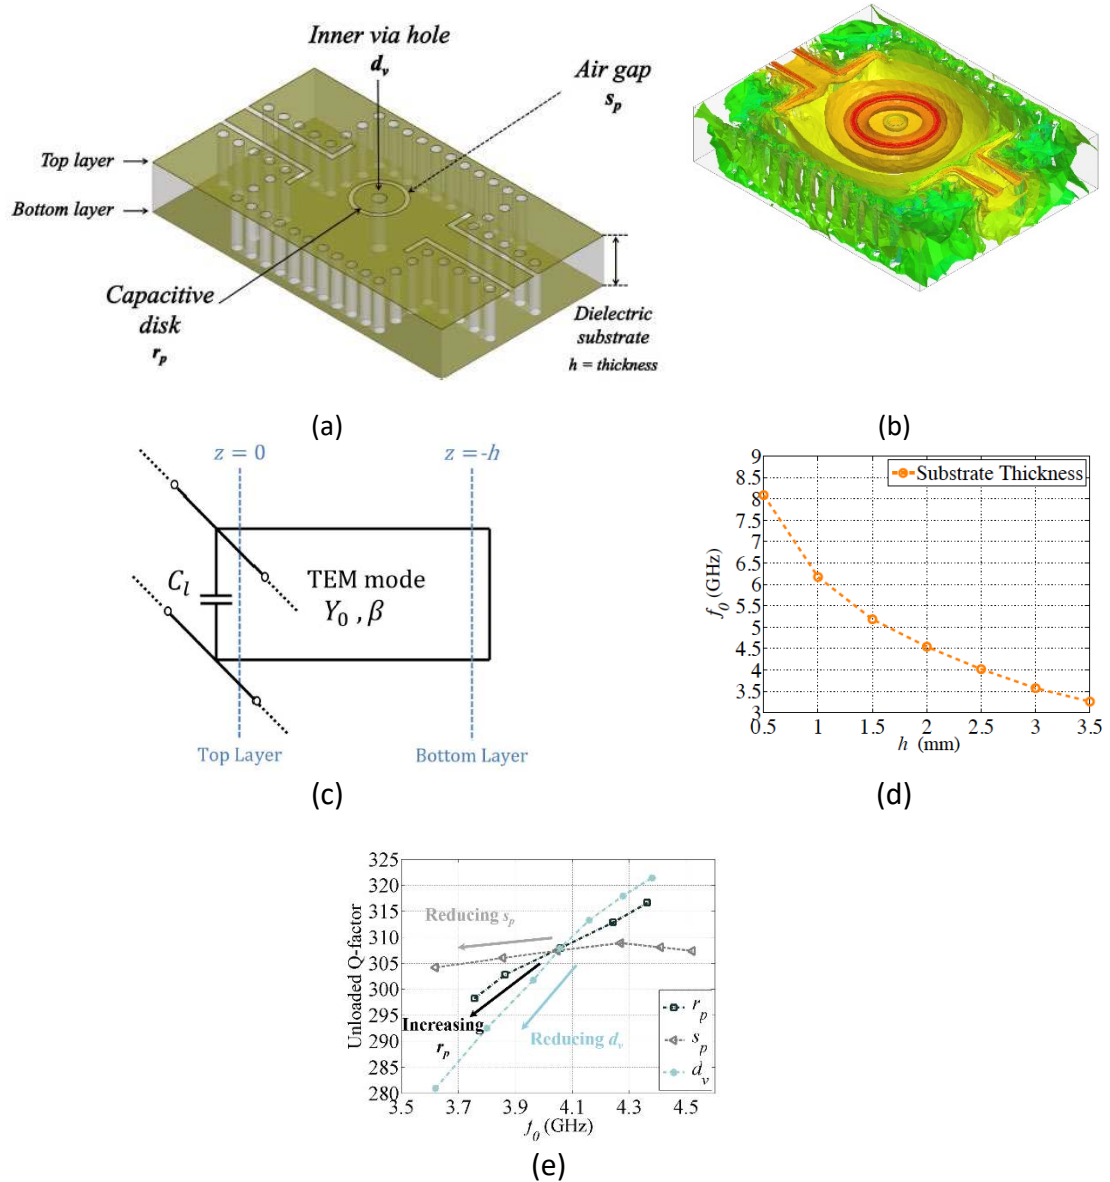 Inner via hole
d_v
Air gap
s_p
Top layer
Bottom layer
Capacitive
disk
r_p
Dielectric
substrate
h = thickness
(a)
(b)
z = 0
z = -h
C_l
TEM mode
Y_0 , β
Top Layer
Bottom Layer
(c)
9
8.5
8
7.5
7
6.5
6
5.5
5
4.5
4
3.5
3
f_0 (GHz)
Substrate Thickness
0.5 1 1.5 2 2.5 3 3.5
h (mm)
(d)
325
320
315
310
305
300
295
290
285
280
Unloaded Q-factor
Reducing s_p
Increasing
r_p
Reducing d_v
r_p
s_p
d_v
3.5 3.7 3.9 4.1 4.3 4.5
f_0 (GHz)
(e)